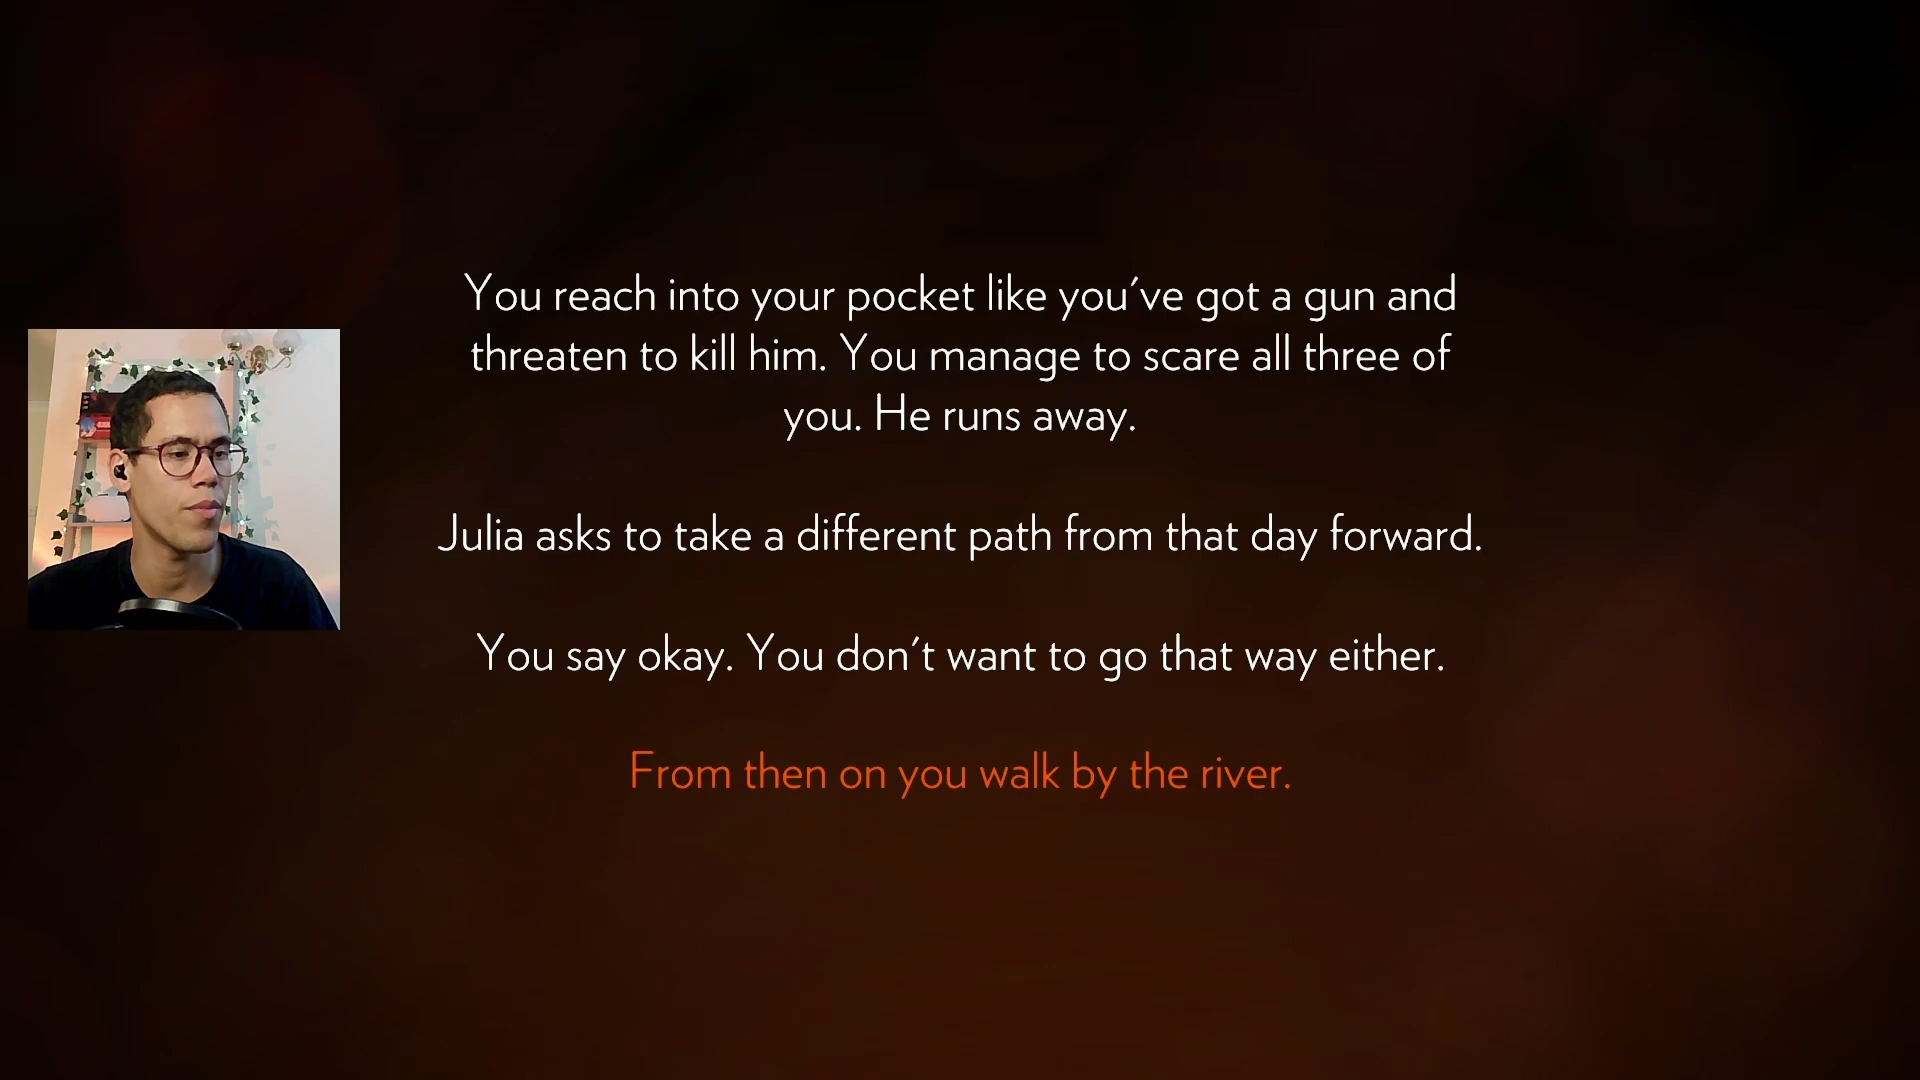 You reach into your pocket like you've got a gun and
threaten to kill him. You manage to scare all three of
you. He runs away.
Julia asks to take a different path from that day forward.
You say okay. You don't want to go that way either.
From then on you walk by the river.